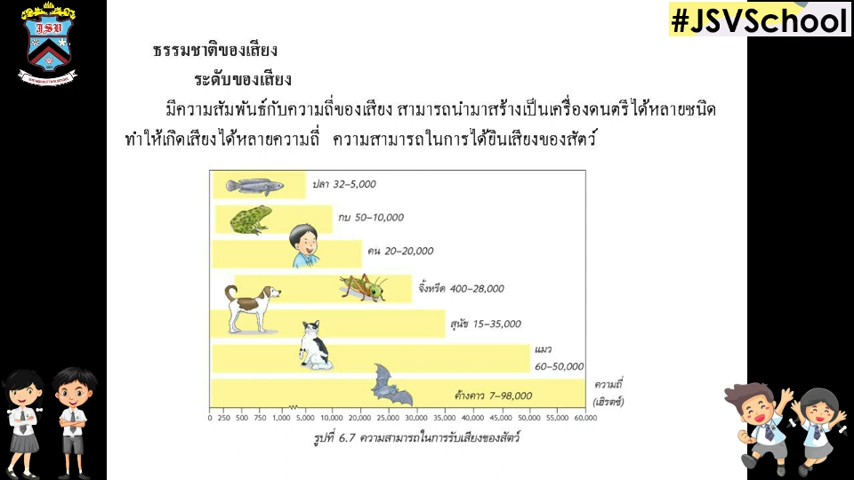 #JSVSchool
JSV
ธรรมชาติของเสียง
ระดับของเสียง
มีความสัมพันธ์กับความถี่ของเสียง สามารถนำมาสร้างเป็นเครื่องดนตรีได้หลายชนิด
ทำให้เกิดเสียงได้หลายความถี่ ความสามารถในการได้ยินเสียงของสัตว์
ปลา 32–5,000
กบ 50–10,000
คน 20–20,000
จิ้งหรีด 400–28,000
สุนัข 15–35,000
แมว
60–50,000
ค้างคาว 7–98,000
ความถี่
(เฮิรตซ์)
0 250 500 750 1,000 5,000 10,000 20,000 25,000 30,000 35,000 40,000 45,000 50,000 55,000 60,000
รูปที่ 6.7 ความสามารถในการรับเสียงของสัตว์